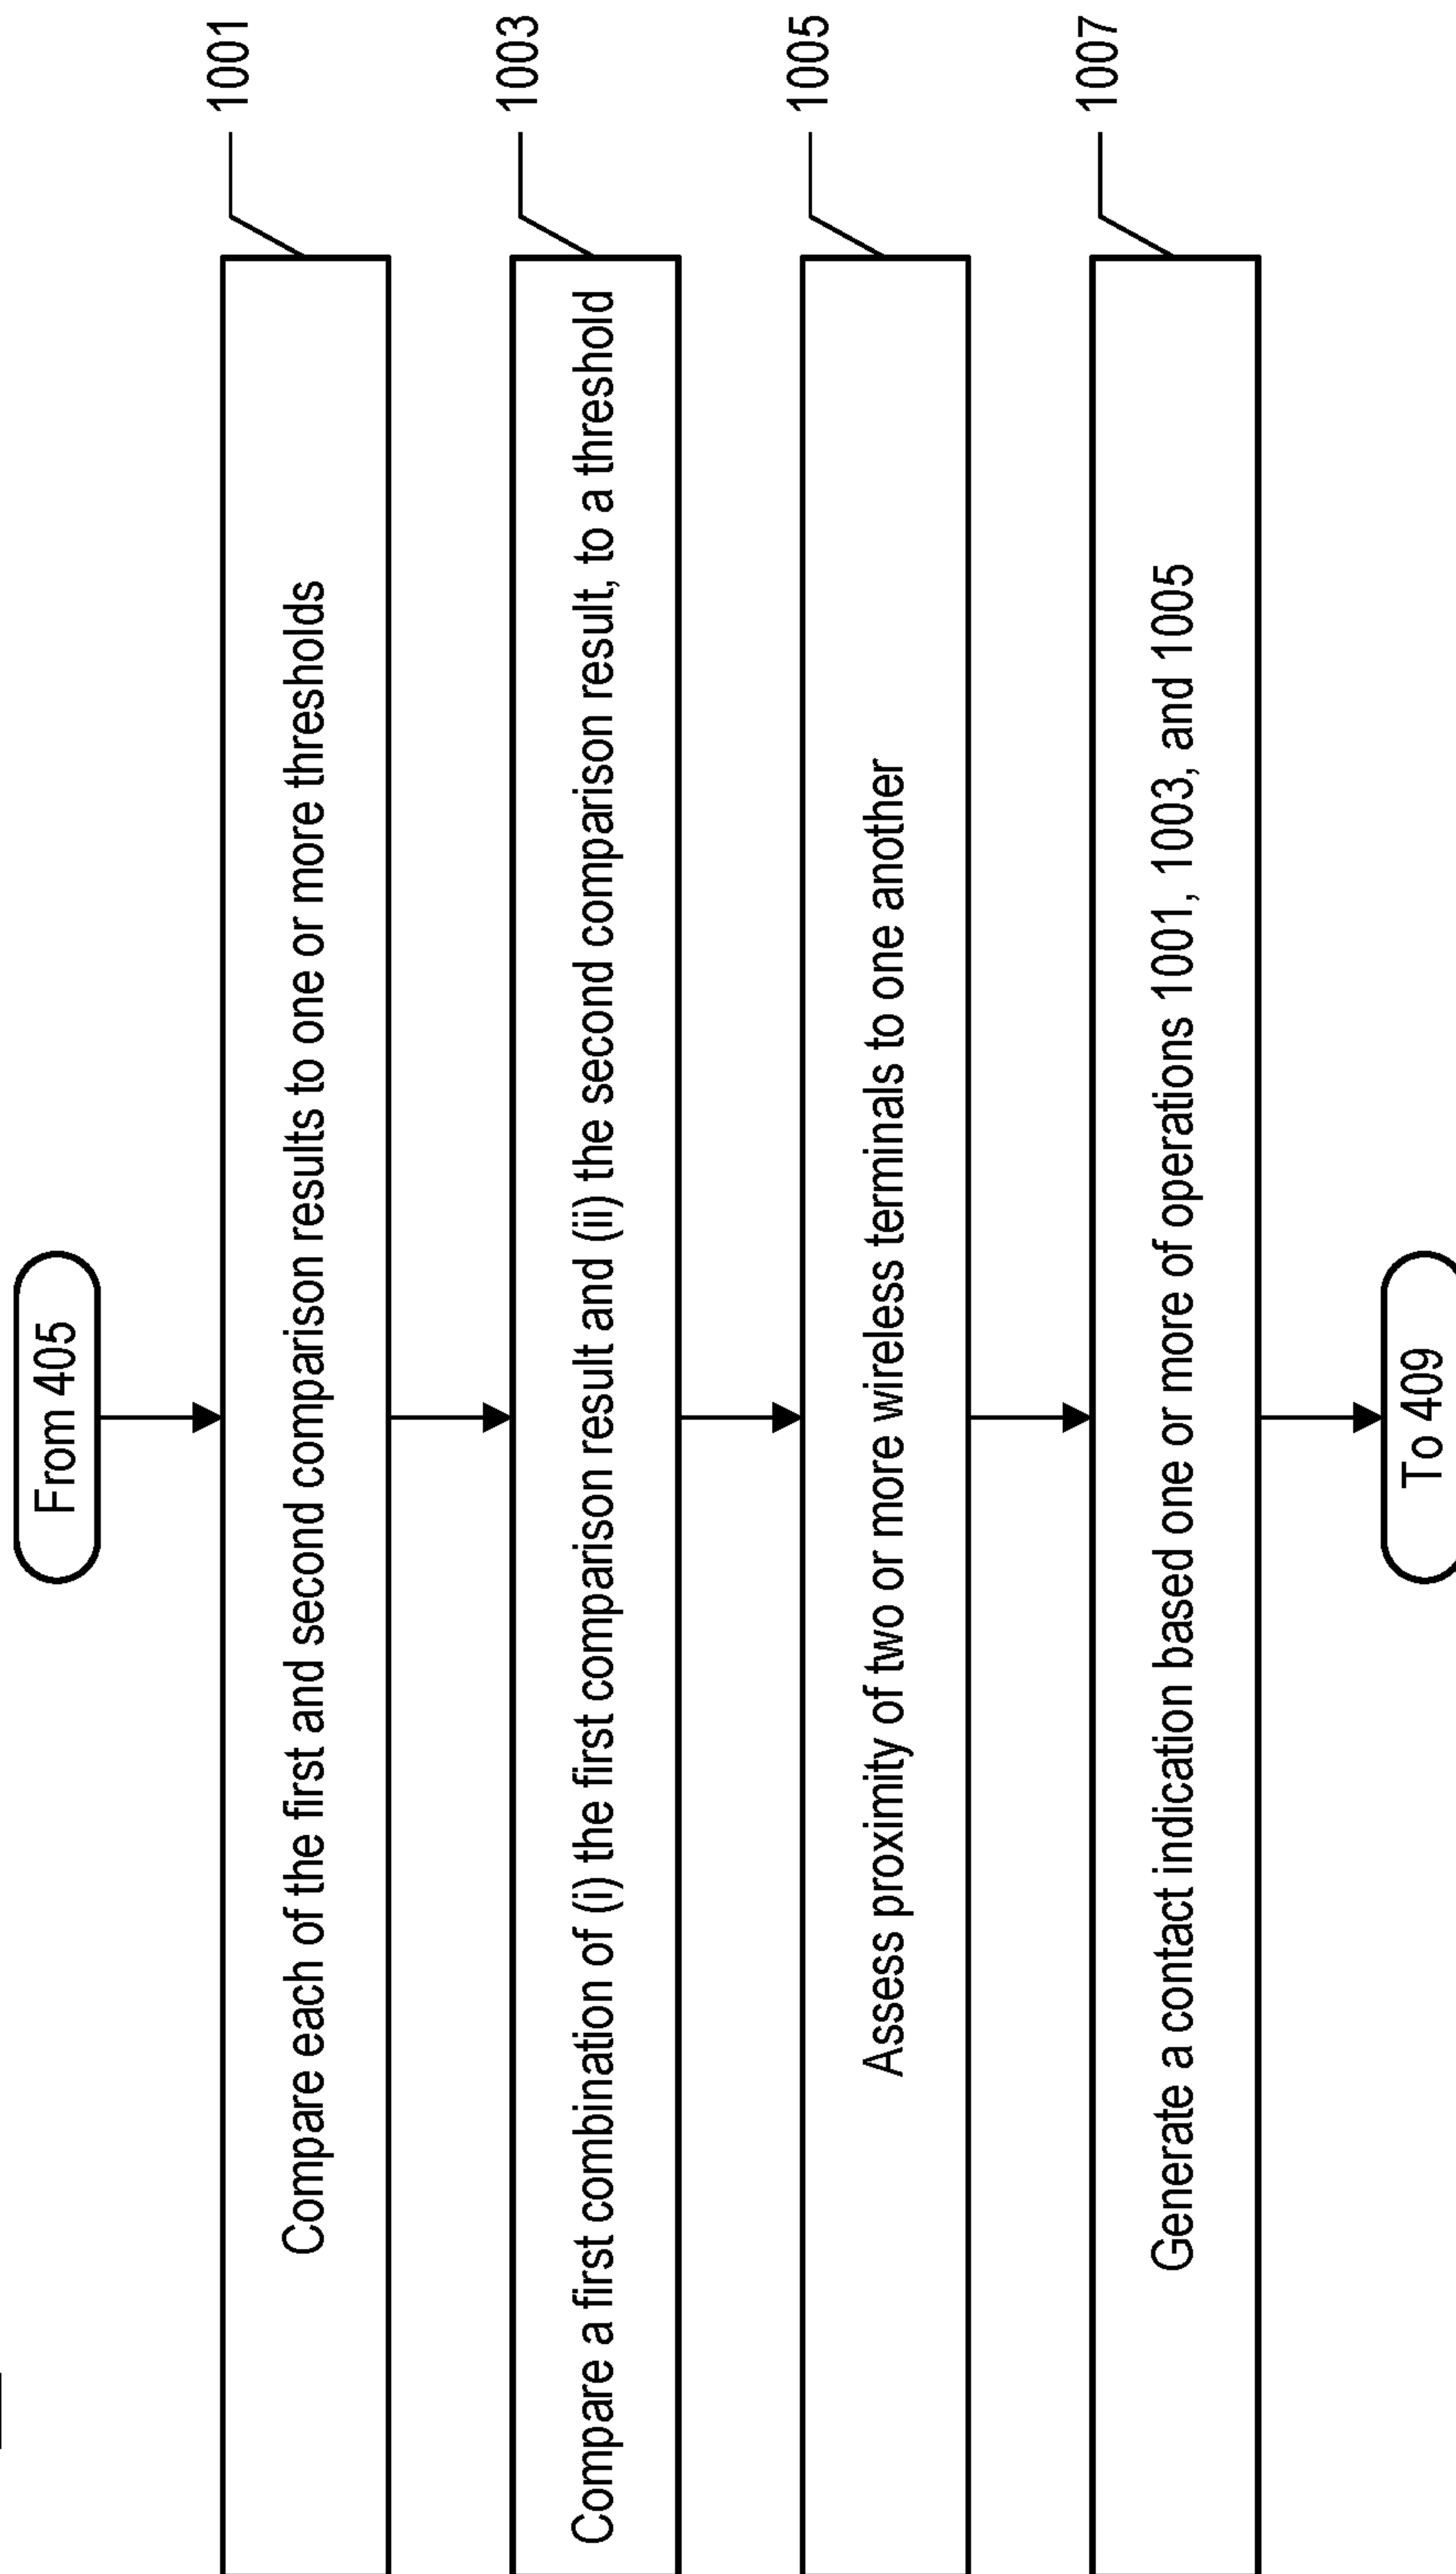 From 405
Compare each of the first and second comparison results to one or more thresholds
1001
Compare a first combination of (i) the first comparison result and (ii) the second comparison result, to a threshold
1003
Assess proximity of two or more wireless terminals to one another
1005
Generate a contact indication based one or more of operations 1001, 1003, and 1005
1007
To 409